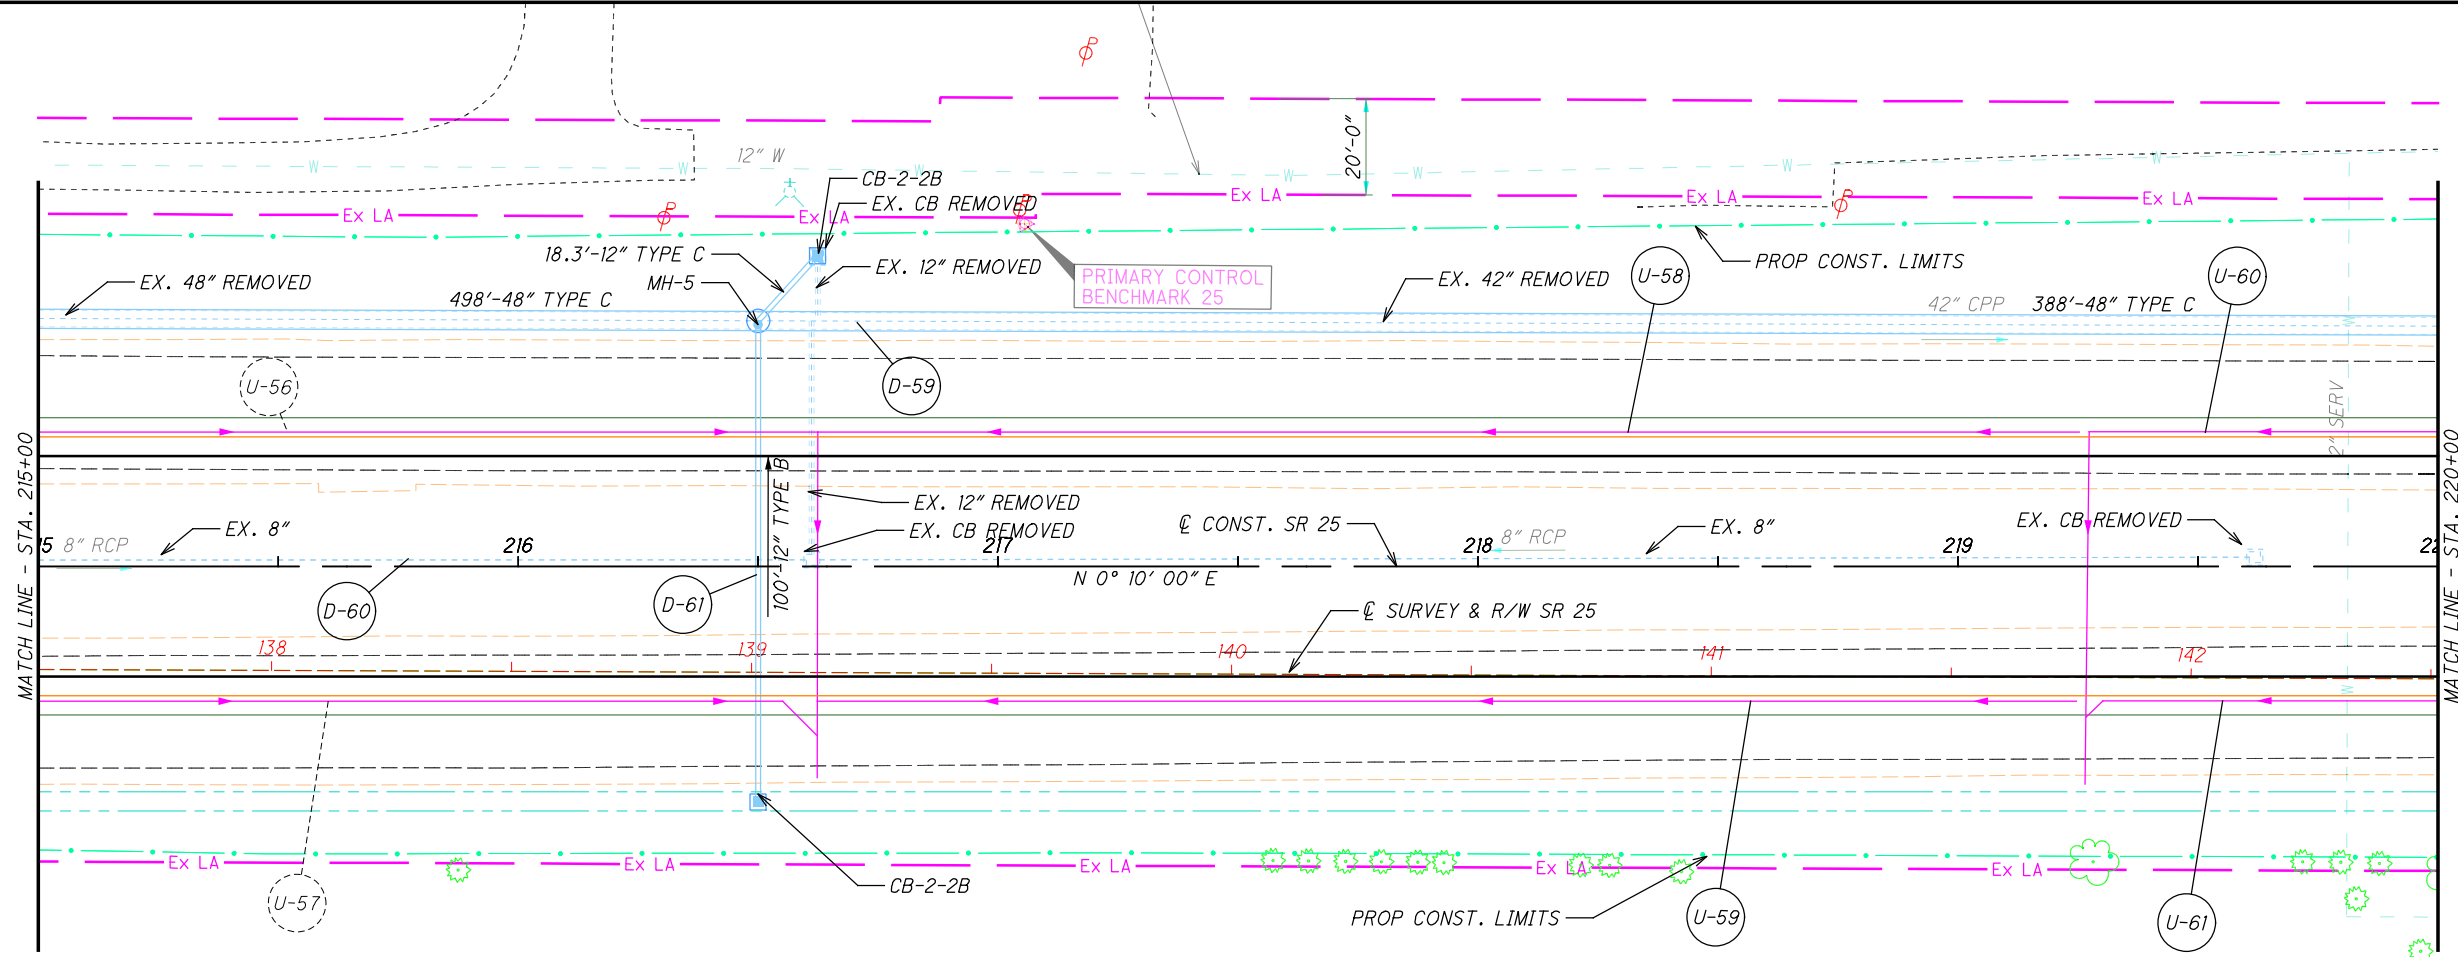 20'-0"
12" W
W W W W W W W
CB-2-2B
EX. CB REMOVED
Ex LA Ex LA Ex LA Ex LA Ex LA
18.3'-12" TYPE C
EX. 12" REMOVED
PROP CONST. LIMITS
EX. 48" REMOVED
MH-5
PRIMARY CONTROL
BENCHMARK 25
EX. 42" REMOVED
U-58
U-60
498'-48" TYPE C
42" CPP
388'-48" TYPE C
W
U-56
D-59
2" SERV
MATCH LINE - STA. 215+00
MATCH LINE - STA. 220+00
100'-12" TYPE B
EX. 12" REMOVED
EX. CB REMOVED
℄ CONST. SR 25
EX. 8"
8" RCP
8" RCP
EX. 8"
EX. CB REMOVED
216
217
218
219
N 0° 10' 00" E
D-60
D-61
℄ SURVEY & R/W SR 25
138
139
140
141
142
W
Ex LA Ex LA Ex LA Ex LA Ex LA
CB-2-2B
U-57
PROP CONST. LIMITS
U-59
U-61